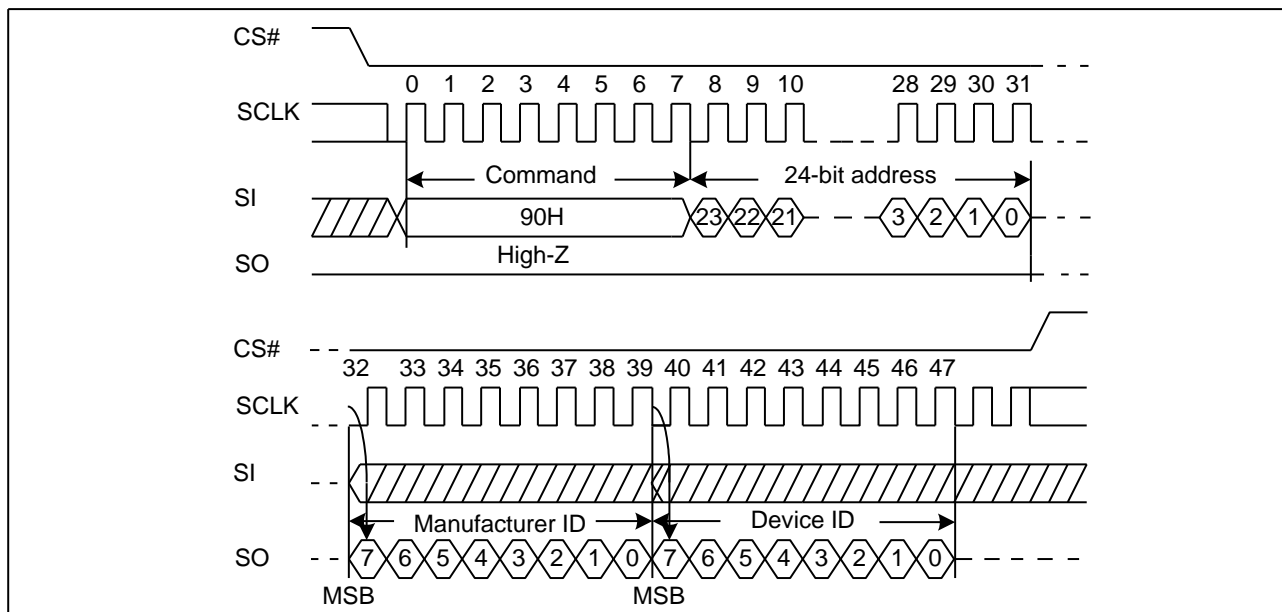 CS#
0 1 2 3 4 5 6 7 8 9 10 28 29 30 31
SCLK
Command 24-bit address
SI
90H 23 22 21 3 2 1 0
High-Z
SO
CS#
32 33 34 35 36 37 38 39 40 41 42 43 44 45 46 47
SCLK
SI
Manufacturer ID Device ID
SO 7 6 5 4 3 2 1 0 7 6 5 4 3 2 1 0
MSB MSB